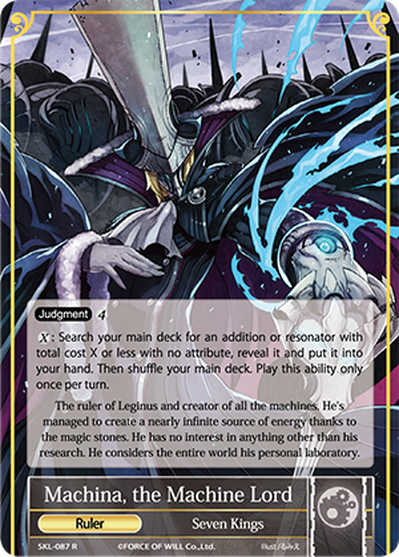 Judgment 4
X : Search your main deck for an addition or resonator with
total cost X or less with no attribute, reveal it and put it into
your hand. Then shuffle your main deck. Play this ability only
once per turn.
The ruler of Leginus and creator of all the machines. He's
managed to create a nearly infinite source of energy thanks to
the magic stones. He has no interest in anything other than his
research. He considers the entire world his personal laboratory.
Machina, the Machine Lord
Ruler
Seven Kings
SKL-087 R ©FORCE OF WILL Co.,Ltd. Illust/